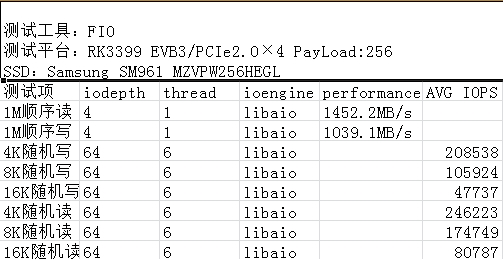 测试工具：FIO
测试平台：RK3399 EVB3/PCIe2.0×4 PayLoad:256
SSD：Samsung SM961 MZVPW256HEGL
测试项 iodepth thread ioengine performance AVG IOPS
1M顺序读 4 1 libaio 1452.2MB/s
1M顺序写 4 1 libaio 1039.1MB/s
4K随机写 64 6 libaio 208538
8K随机写 64 6 libaio 105924
16K随机写 64 6 libaio 47737
4K随机读 64 6 libaio 246223
8K随机读 64 6 libaio 174749
16K随机读 64 6 libaio 80787